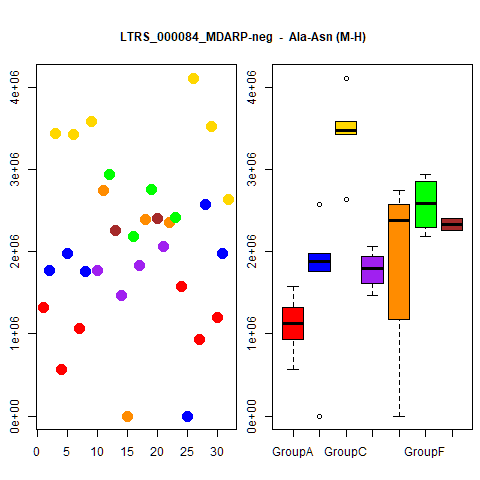 LTRS_000084_MDARP-neg - Ala-Asn (M-H)
4e+06
3e+06
2e+06
1e+06
0e+00
0 5 10 15 20 25 30
4e+06
3e+06
2e+06
1e+06
0e+00
GroupA GroupC GroupF